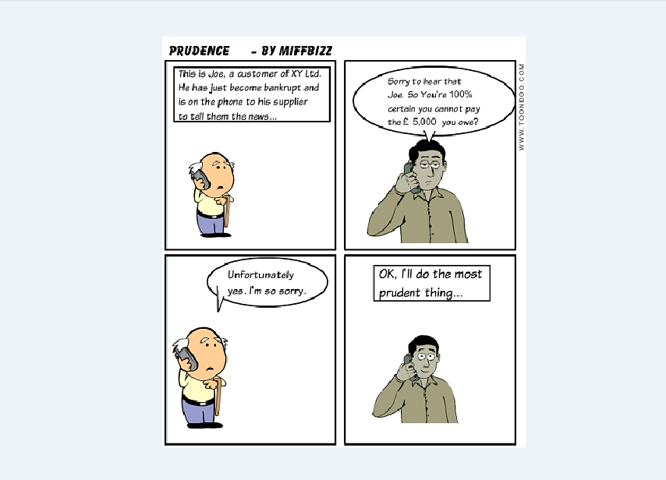 PRUDENCE - BY MIFFBIZZ
This is Joe, a customer of XY Ltd.
He has just become bankrupt and
is on the phone to his supplier
to tell them the news...
Sorry to hear that
Joe. So You're 100%
certain you cannot pay
the £ 5,000 you owe?
WWW.TOONDOO.COM
Unfortunately
yes. I'm so sorry.
OK, I'll do the most
prudent thing...